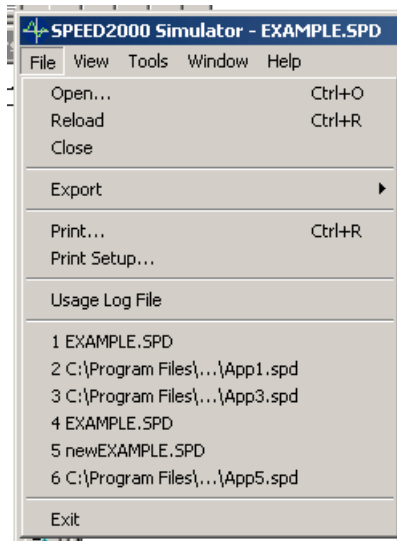 SPEED2000 Simulator - EXAMPLE.SPD
File View Tools Window Help
Open... Ctrl+O
Reload Ctrl+R
Close
Export
Print... Ctrl+R
Print Setup...
Usage Log File
1 EXAMPLE.SPD
2 C:\Program Files\...\App1.spd
3 C:\Program Files\...\App3.spd
4 EXAMPLE.SPD
5 newEXAMPLE.SPD
6 C:\Program Files\...\App5.spd
Exit